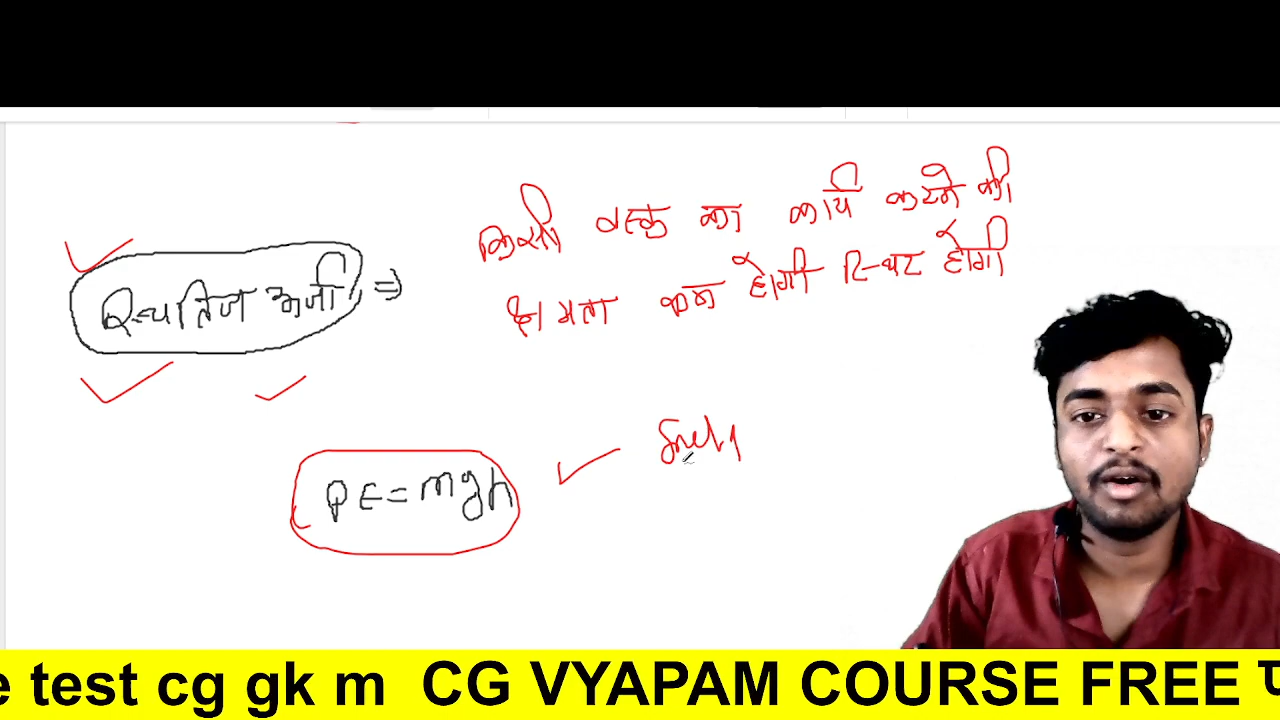 किसी वस्तु का कार्य करने की
क्षमता कम होगी स्थिर होगी
स्थितिज ऊर्जा ⇒
PE = mgh
e test cg gk m CG VYAPAM COURSE FREE